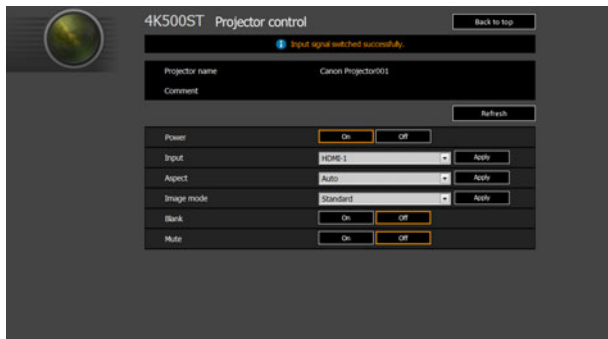 4K500ST Projector control Back to top
Input signal switched successfully.
Projector name Canon Projector001
Comment
Refresh
Power On Off
Input HDMI-1 Apply
Aspect Auto Apply
Image mode Standard Apply
Blank On Off
Mute On Off